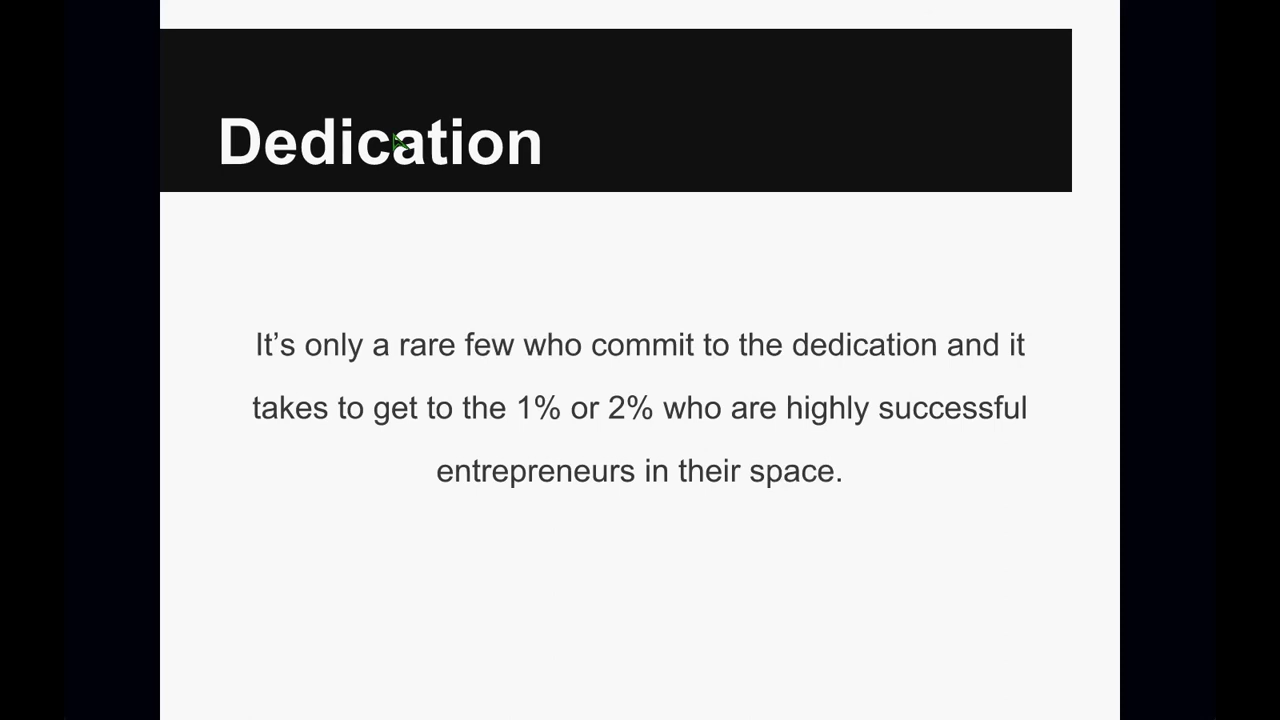 Dedication
It’s only a rare few who commit to the dedication and it
takes to get to the 1% or 2% who are highly successful
entrepreneurs in their space.